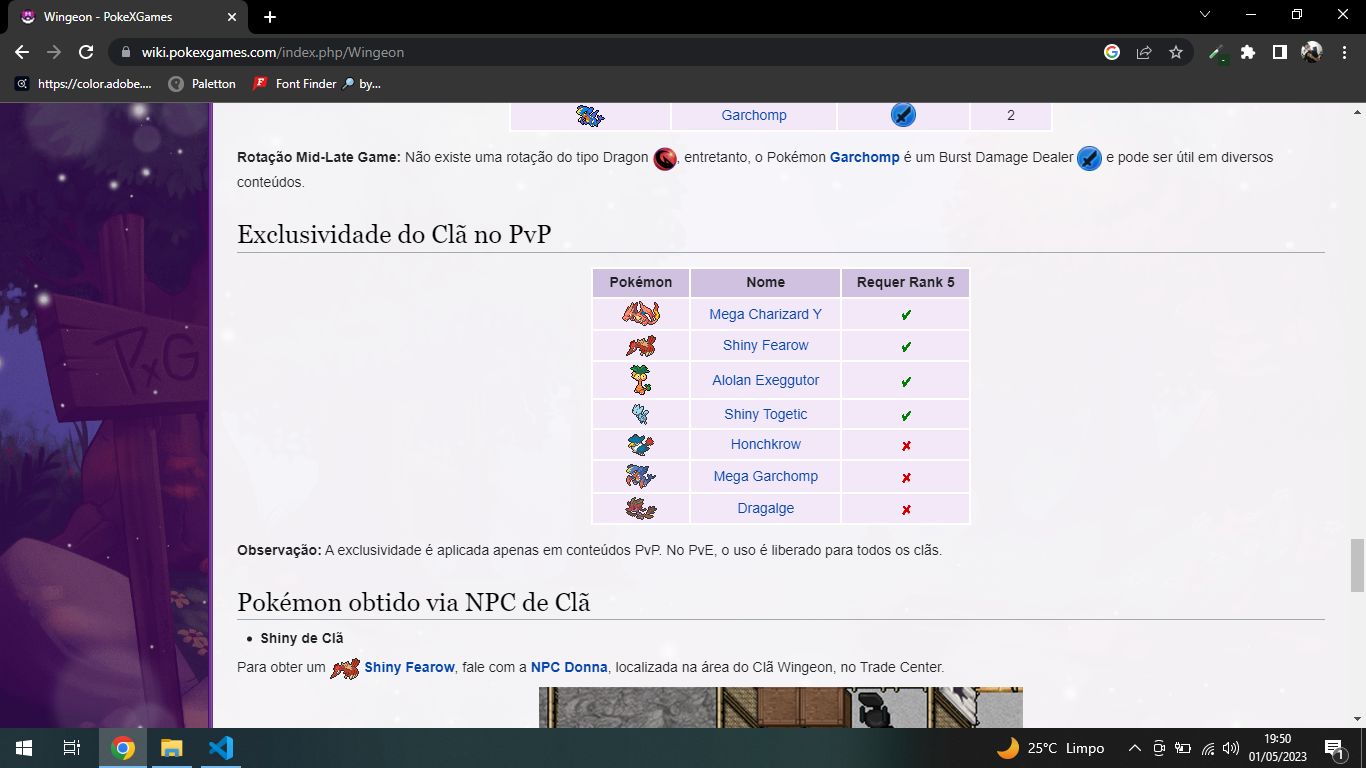 Wingeon - PokeXGames
wiki.pokexgames.com/index.php/Wingeon
https://color.adobe.... Paletton Font Finder 🔎 by...
Garchomp 2
Rotação Mid-Late Game: Não existe uma rotação do tipo Dragon , entretanto, o Pokémon Garchomp é um Burst Damage Dealer e pode ser útil em diversos
conteúdos.
Exclusividade do Clã no PvP
Pokémon Nome Requer Rank 5
Mega Charizard Y ✔
Shiny Fearow ✔
Alolan Exeggutor ✔
Shiny Togetic ✔
Honchkrow ✘
Mega Garchomp ✘
Dragalge ✘
Observação: A exclusividade é aplicada apenas em conteúdos PvP. No PvE, o uso é liberado para todos os clãs.
Pokémon obtido via NPC de Clã
• Shiny de Clã
Para obter um Shiny Fearow, fale com a NPC Donna, localizada na área do Clã Wingeon, no Trade Center.
PxG
25°C Limpo
19:50
01/05/2023
1